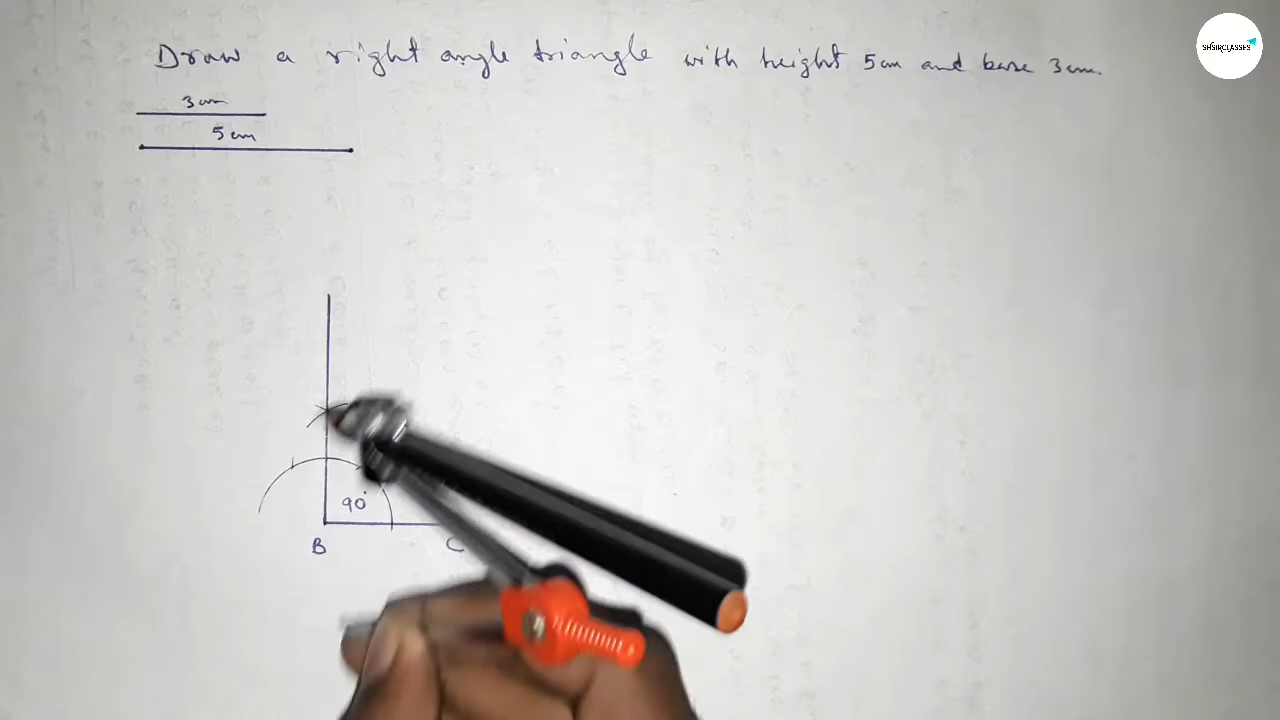 Draw a right angle triangle with height 5cm and base 3cm.
3cm
5cm
90°
B C
SHSIRCLASSES